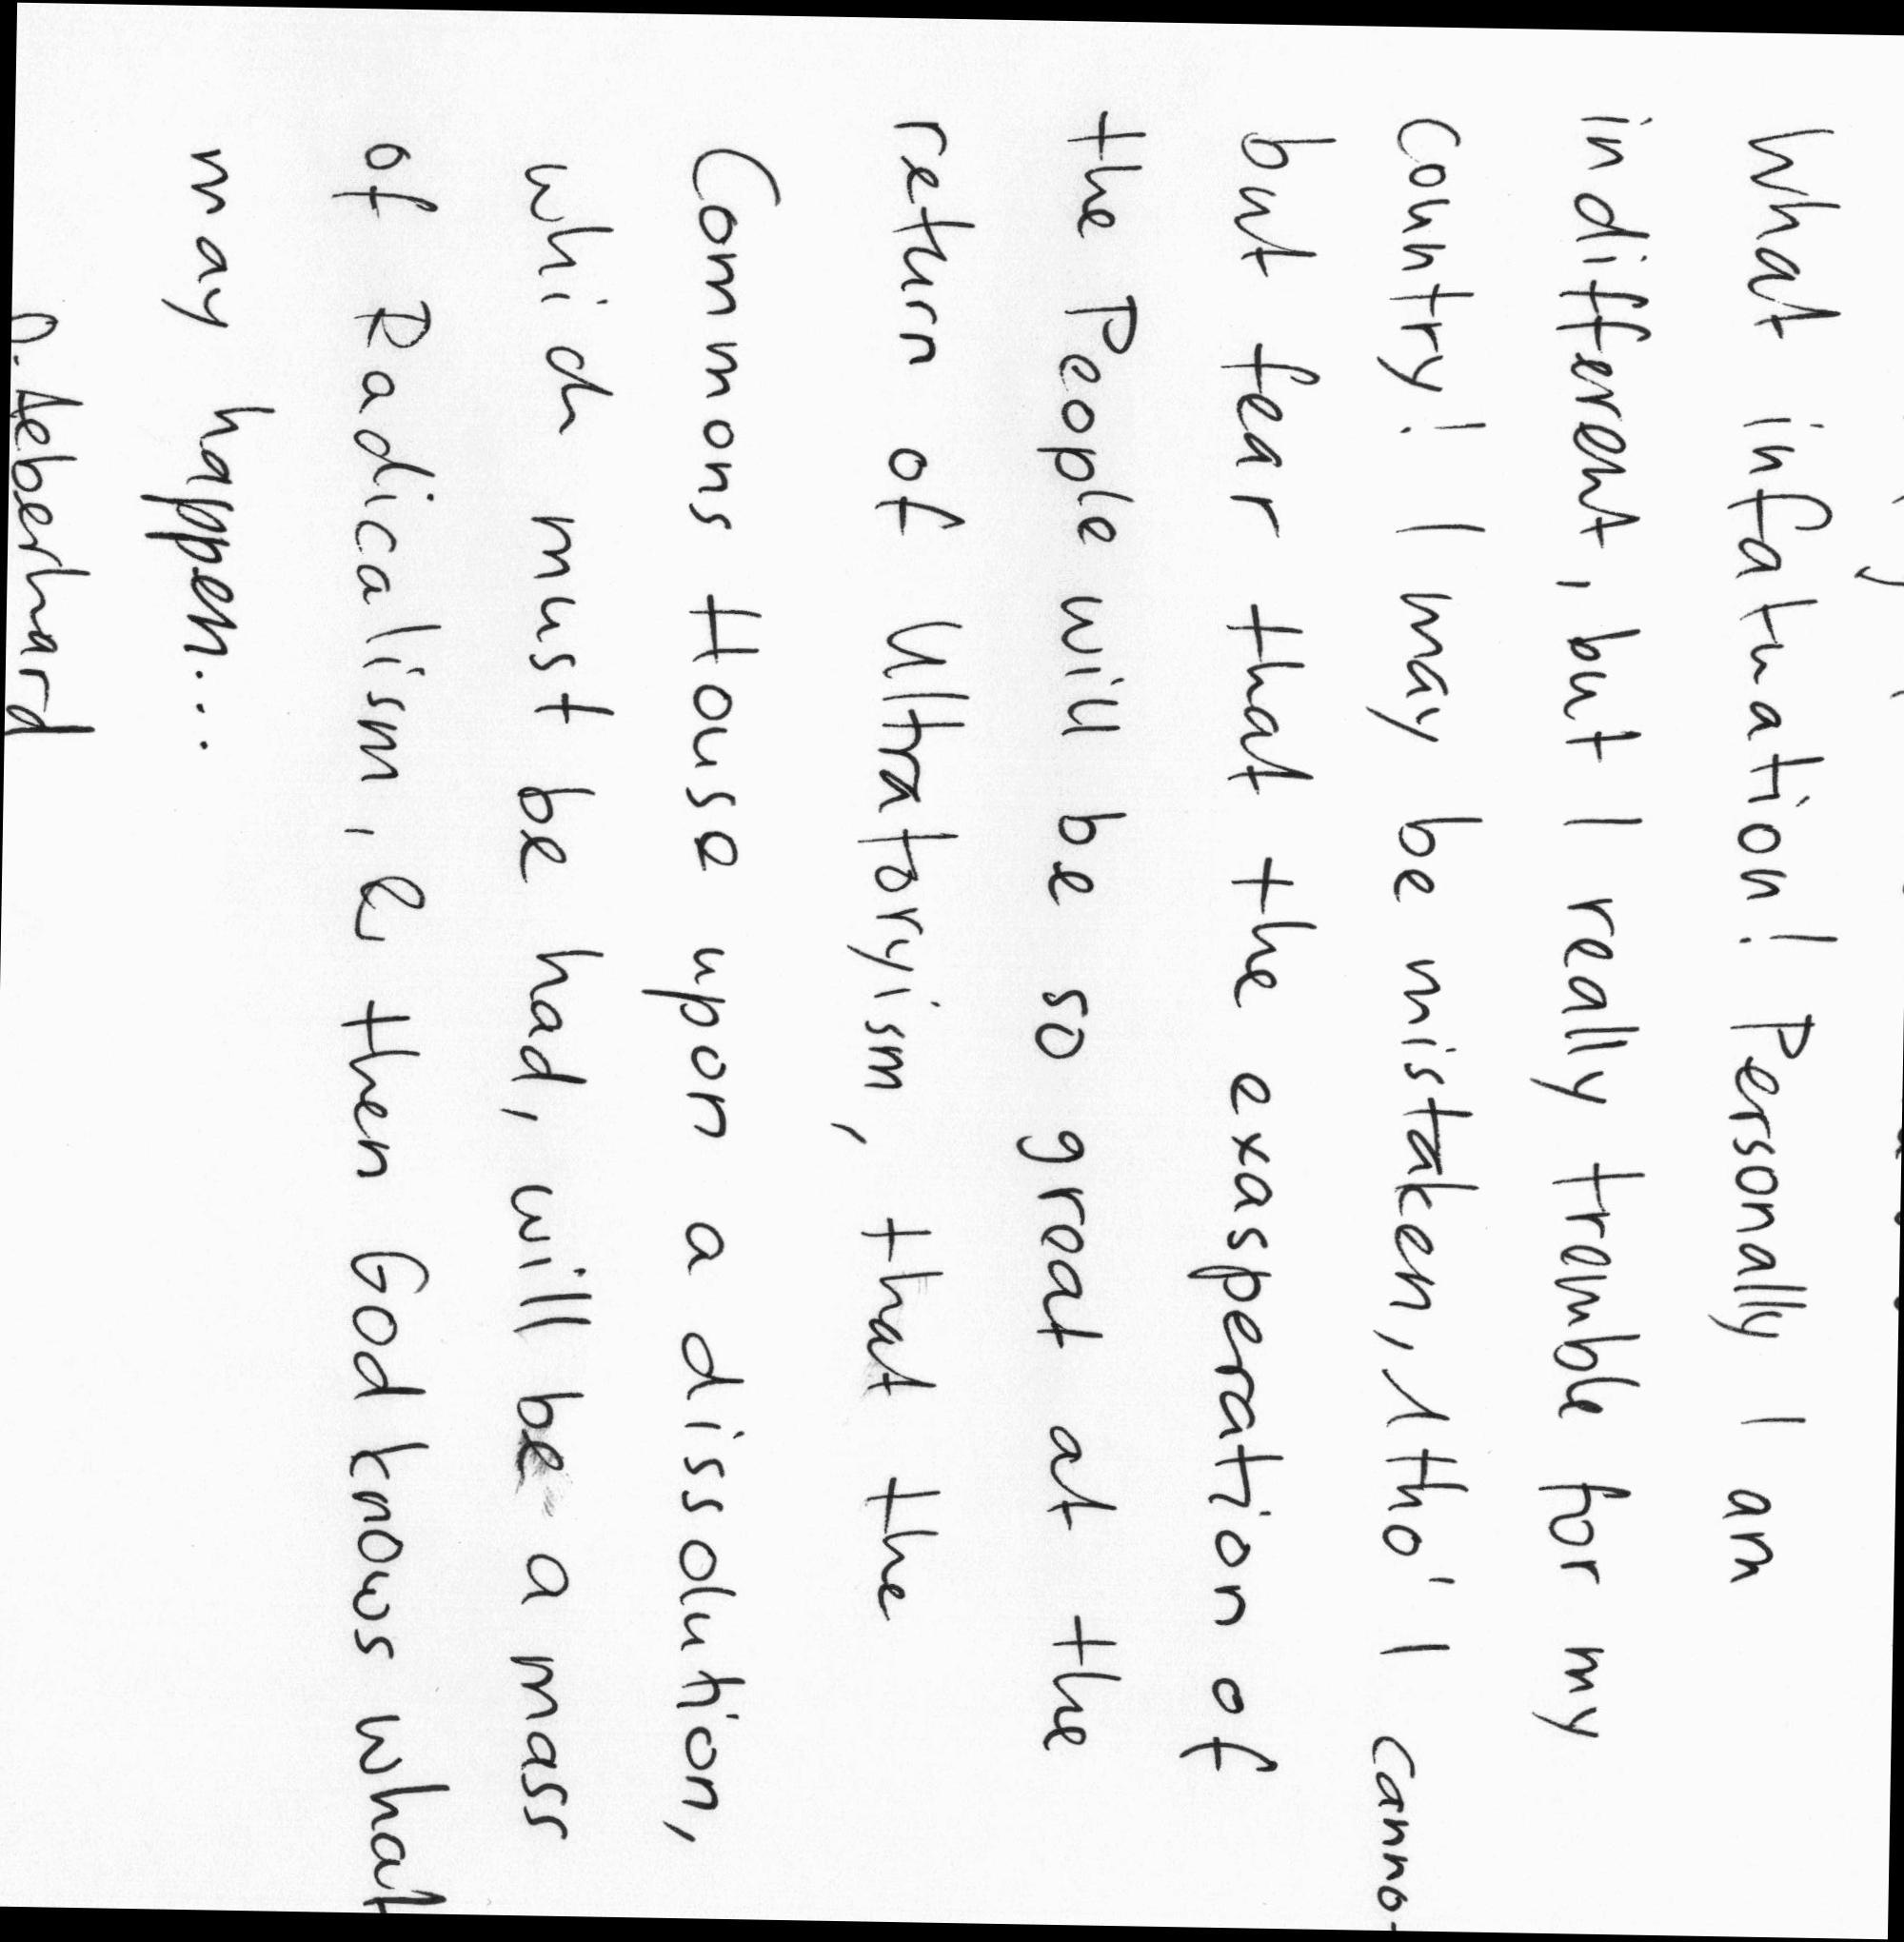 What infatuation! Personally I am
indifferent, but I really tremble for my
country! I may be mistaken, tho' I
but fear that the exasperation of
the People will be so great at the
return of Ultratoryism, that the
Commons House upon a dissolution,
which must be had, will be a mass
of Radicalism, & then God knows what
may happen...
Aeberhard